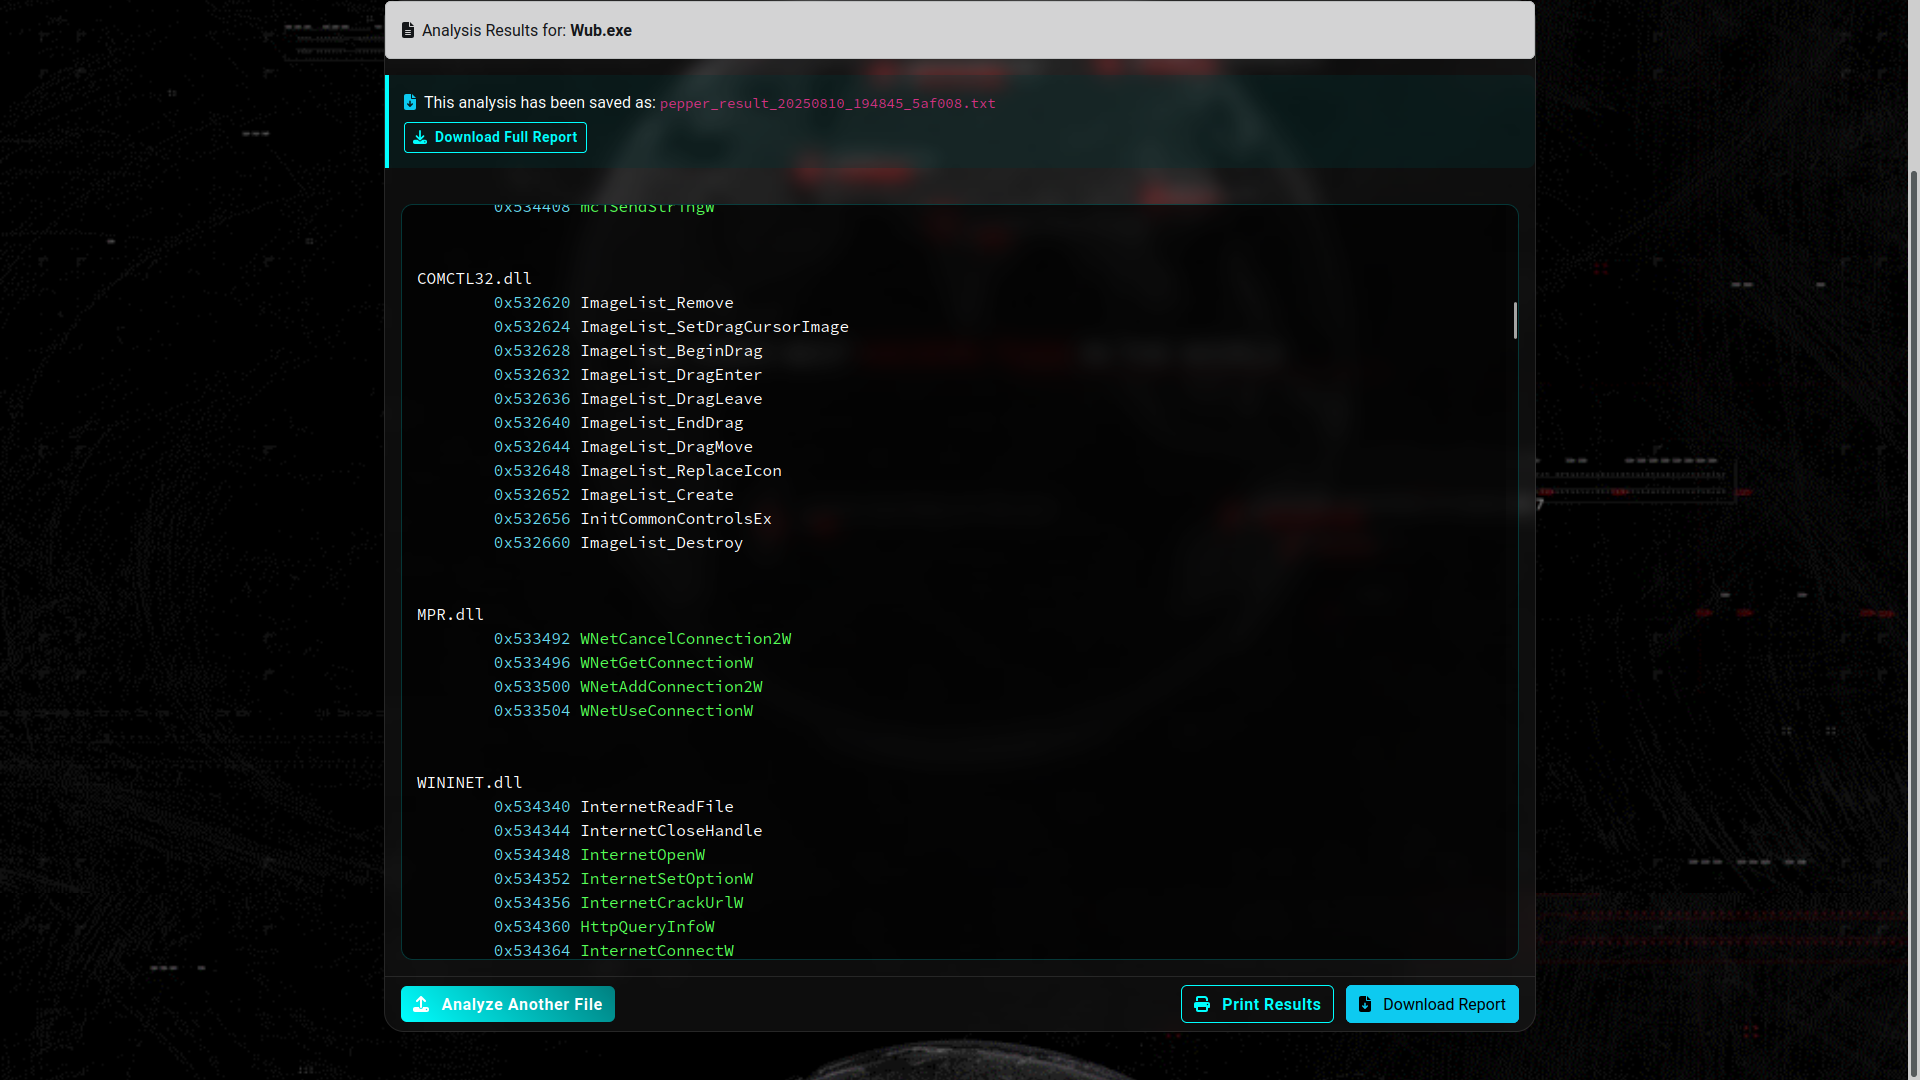 Analysis Results for: Wub.exe
This analysis has been saved as: pepper_result_20250810_194845_5af008.txt
Download Full Report
0x534408 mciSendStringW
COMCTL32.dll
0x532620 ImageList_Remove
0x532624 ImageList_SetDragCursorImage
0x532628 ImageList_BeginDrag
0x532632 ImageList_DragEnter
0x532636 ImageList_DragLeave
0x532640 ImageList_EndDrag
0x532644 ImageList_DragMove
0x532648 ImageList_ReplaceIcon
0x532652 ImageList_Create
0x532656 InitCommonControlsEx
0x532660 ImageList_Destroy
MPR.dll
0x533492 WNetCancelConnection2W
0x533496 WNetGetConnectionW
0x533500 WNetAddConnection2W
0x533504 WNetUseConnectionW
WININET.dll
0x534340 InternetReadFile
0x534344 InternetCloseHandle
0x534348 InternetOpenW
0x534352 InternetSetOptionW
0x534356 InternetCrackUrlW
0x534360 HttpQueryInfoW
0x534364 InternetConnectW
Analyze Another File
Print Results
Download Report